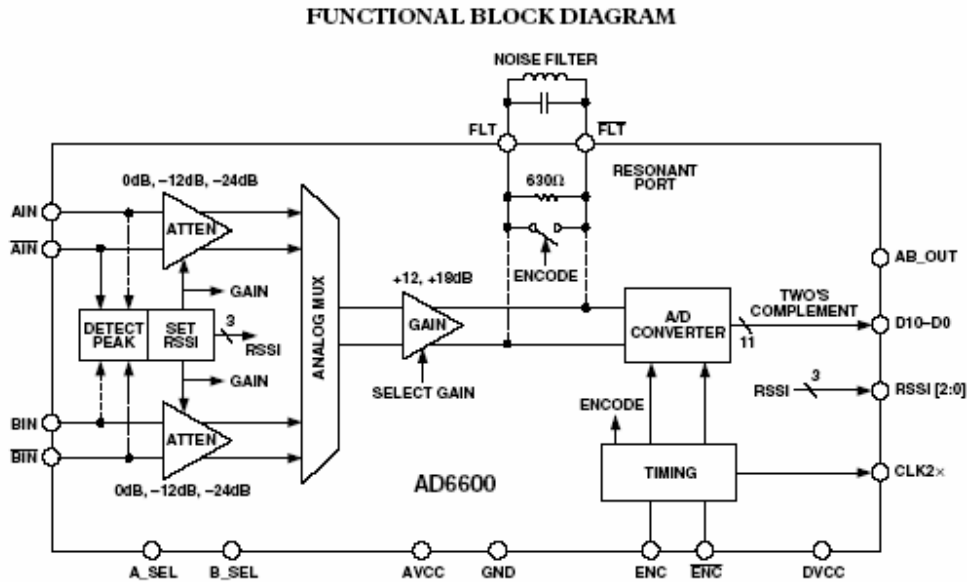 FUNCTIONAL BLOCK DIAGRAM
NOISE FILTER
FLT
FLT
630Ω
RESONANT
PORT
ENCODE
0dB, –12dB, –24dB
AIN
AIN
ATTEN
GAIN
DETECT
PEAK
SET
RSSI
3
RSSI
GAIN
BIN
BIN
ATTEN
0dB, –12dB, –24dB
ANALOG MUX
+12, +18dB
GAIN
SELECT GAIN
A/D
CONVERTER
11
TWO'S
COMPLEMENT
AB_OUT
D10–D0
RSSI
3
RSSI [2:0]
ENCODE
TIMING
CLK2×
AD6600
A_SEL
B_SEL
AVCC
GND
ENC
ENC
DVCC